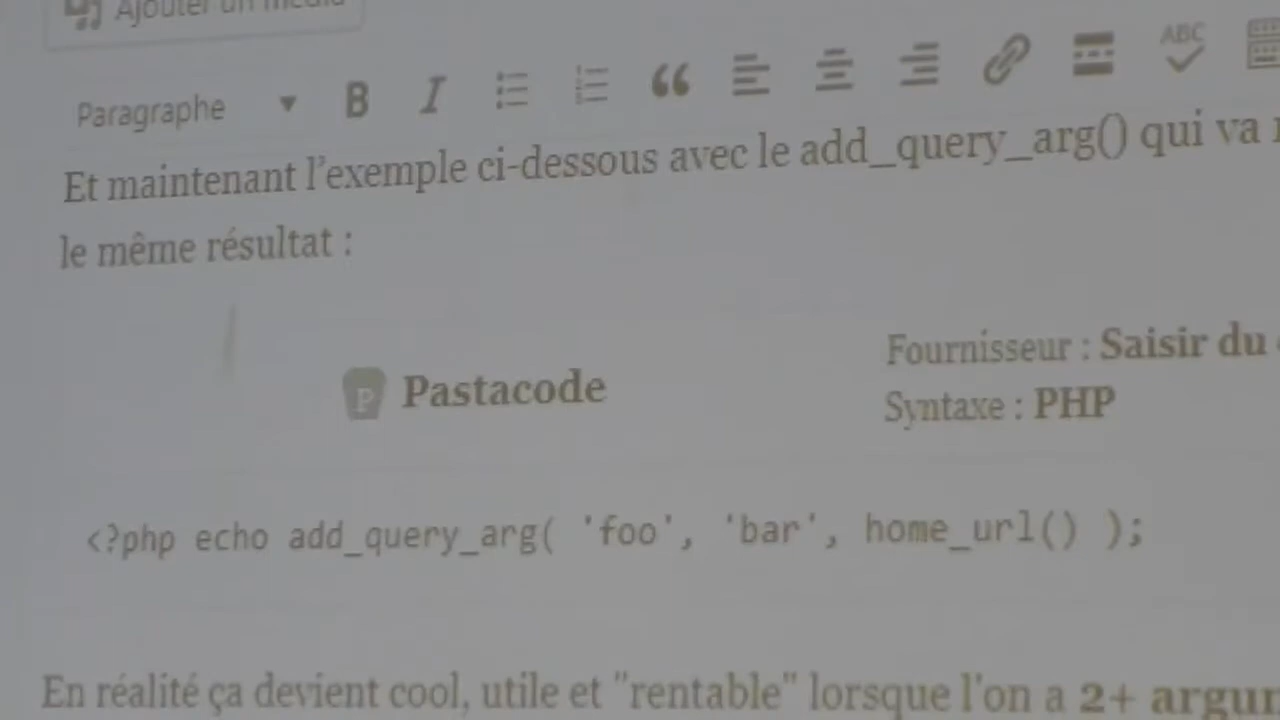 Ajouter un média
Paragraphe
ABC
Et maintenant l'exemple ci-dessous avec le add_query_arg() qui va
le même résultat :
Pastacode
Fournisseur : Saisir du
Syntaxe : PHP
<?php echo add_query_arg( 'foo', 'bar', home_url() );
En réalité ça devient cool, utile et "rentable" lorsque l'on a 2+